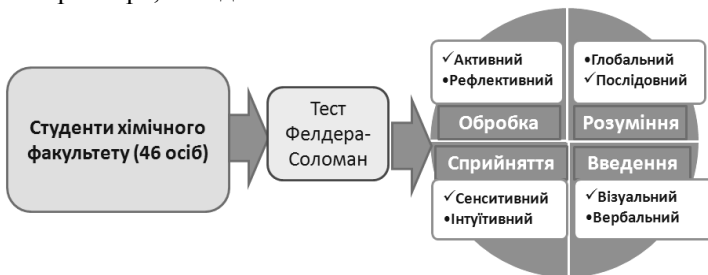 Студенти хімічного
факультету (46 осіб)
Тест
Фелдера-
Соломан
✓Активний
•Рефлективний
•Глобальний
✓Послідовний
Обробка
Розуміння
Сприйняття
Введення
✓Сенситивний
•Інтуїтивний
✓Візуальний
•Вербальний